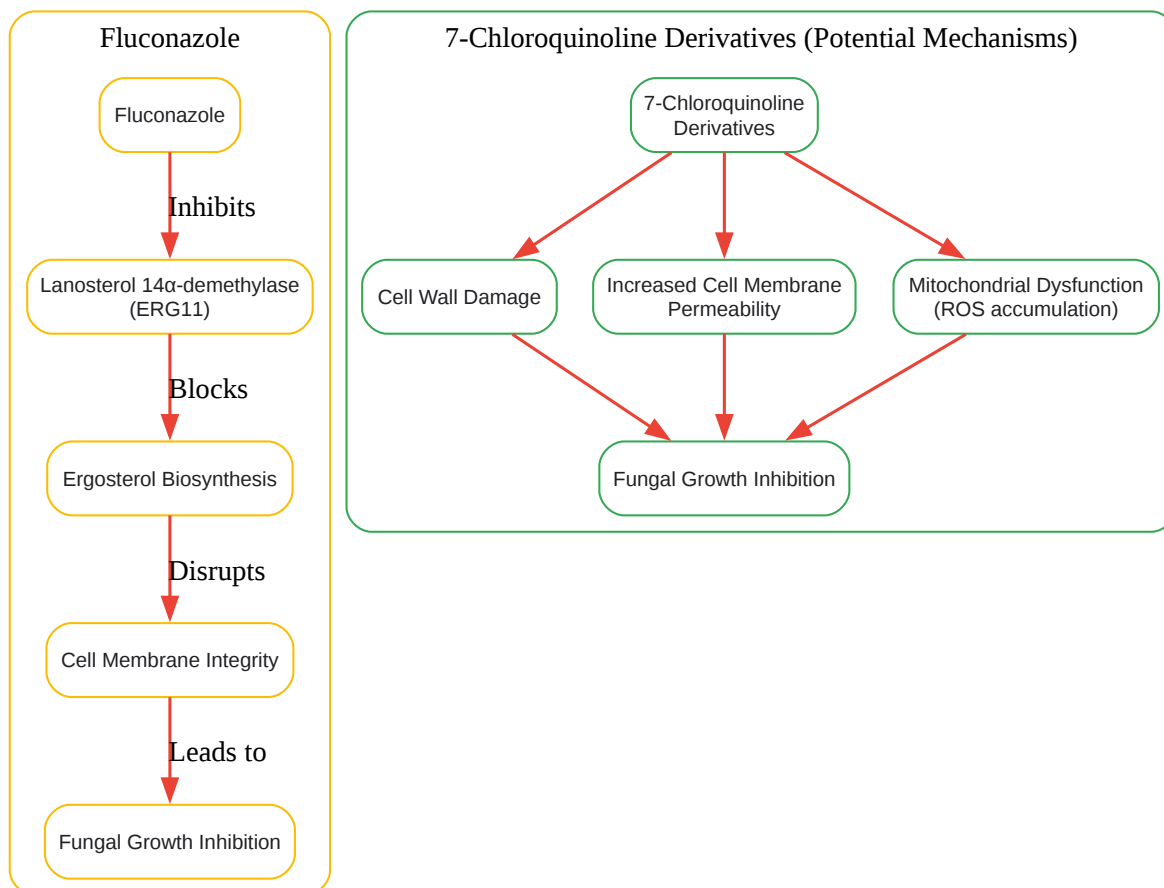 Fluconazole
Fluconazole
Inhibits
Lanosterol 14α-demethylase
(ERG11)
Blocks
Ergosterol Biosynthesis
Disrupts
Cell Membrane Integrity
Leads to
Fungal Growth Inhibition
7-Chloroquinoline Derivatives (Potential Mechanisms)
7-Chloroquinoline
Derivatives
Cell Wall Damage
Increased Cell Membrane
Permeability
Mitochondrial Dysfunction
(ROS accumulation)
Fungal Growth Inhibition